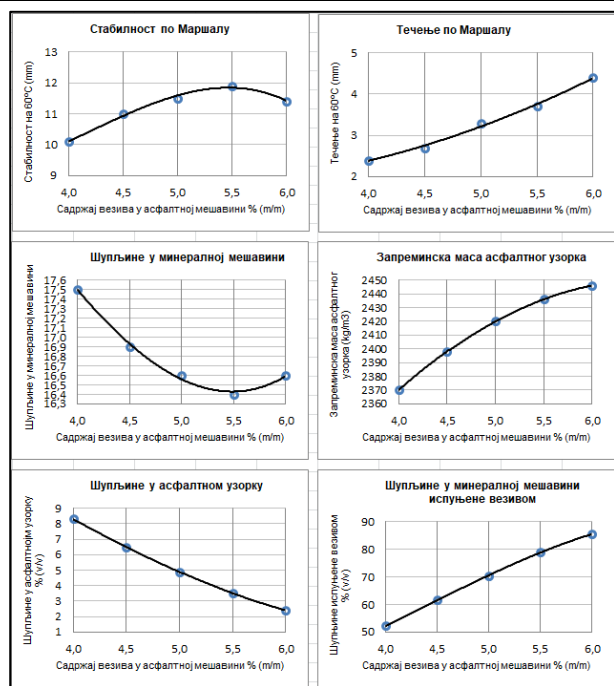 Стабилност по Маршалу
Стабилност на 60°C (mm)
13
12
11
10
9
4,0 4,5 5,0 5,5 6,0
Садржај везива у асфалтној мешавини % (m/m)
Течење по Маршалу
Течење на 60°C (mm)
5
4
3
2
4,0 4,5 5,0 5,5 6,0
Садржај везива у асфалтној мешавини % (m/m)
Шупљине у минералној мешавини
Шупљине у минералној мешавини
17,6
17,5
17,4
17,3
17,2
17,1
17,0
16,9
16,8
16,7
16,6
16,5
16,4
16,3
4,0 4,5 5,0 5,5 6,0
Садржај везива у асфалтној мешавини % (m/m)
Запреминска маса асфалтног узорка
Запреминска маса асфалтног
узорка (kg/m3)
2450
2440
2430
2420
2410
2400
2390
2380
2370
2360
4,0 4,5 5,0 5,5 6,0
Садржај везива у асфалтној мешавини % (m/m)
Шупљине у асфалтном узорку
Шупљине у асфалтнојм узорку
% (v/v)
9
8
7
6
5
4
3
2
1
4,0 4,5 5,0 5,5 6,0
Садржај везива у асфалтној мешавини % (m/m)
Шупљине у минералној мешавини
испуњене везивом
испуњене везивом
% (v/v)
90
80
70
60
50
4,0 4,5 5,0 5,5 6,0
Садржај везива у асфалтној мешавини % (m/m)